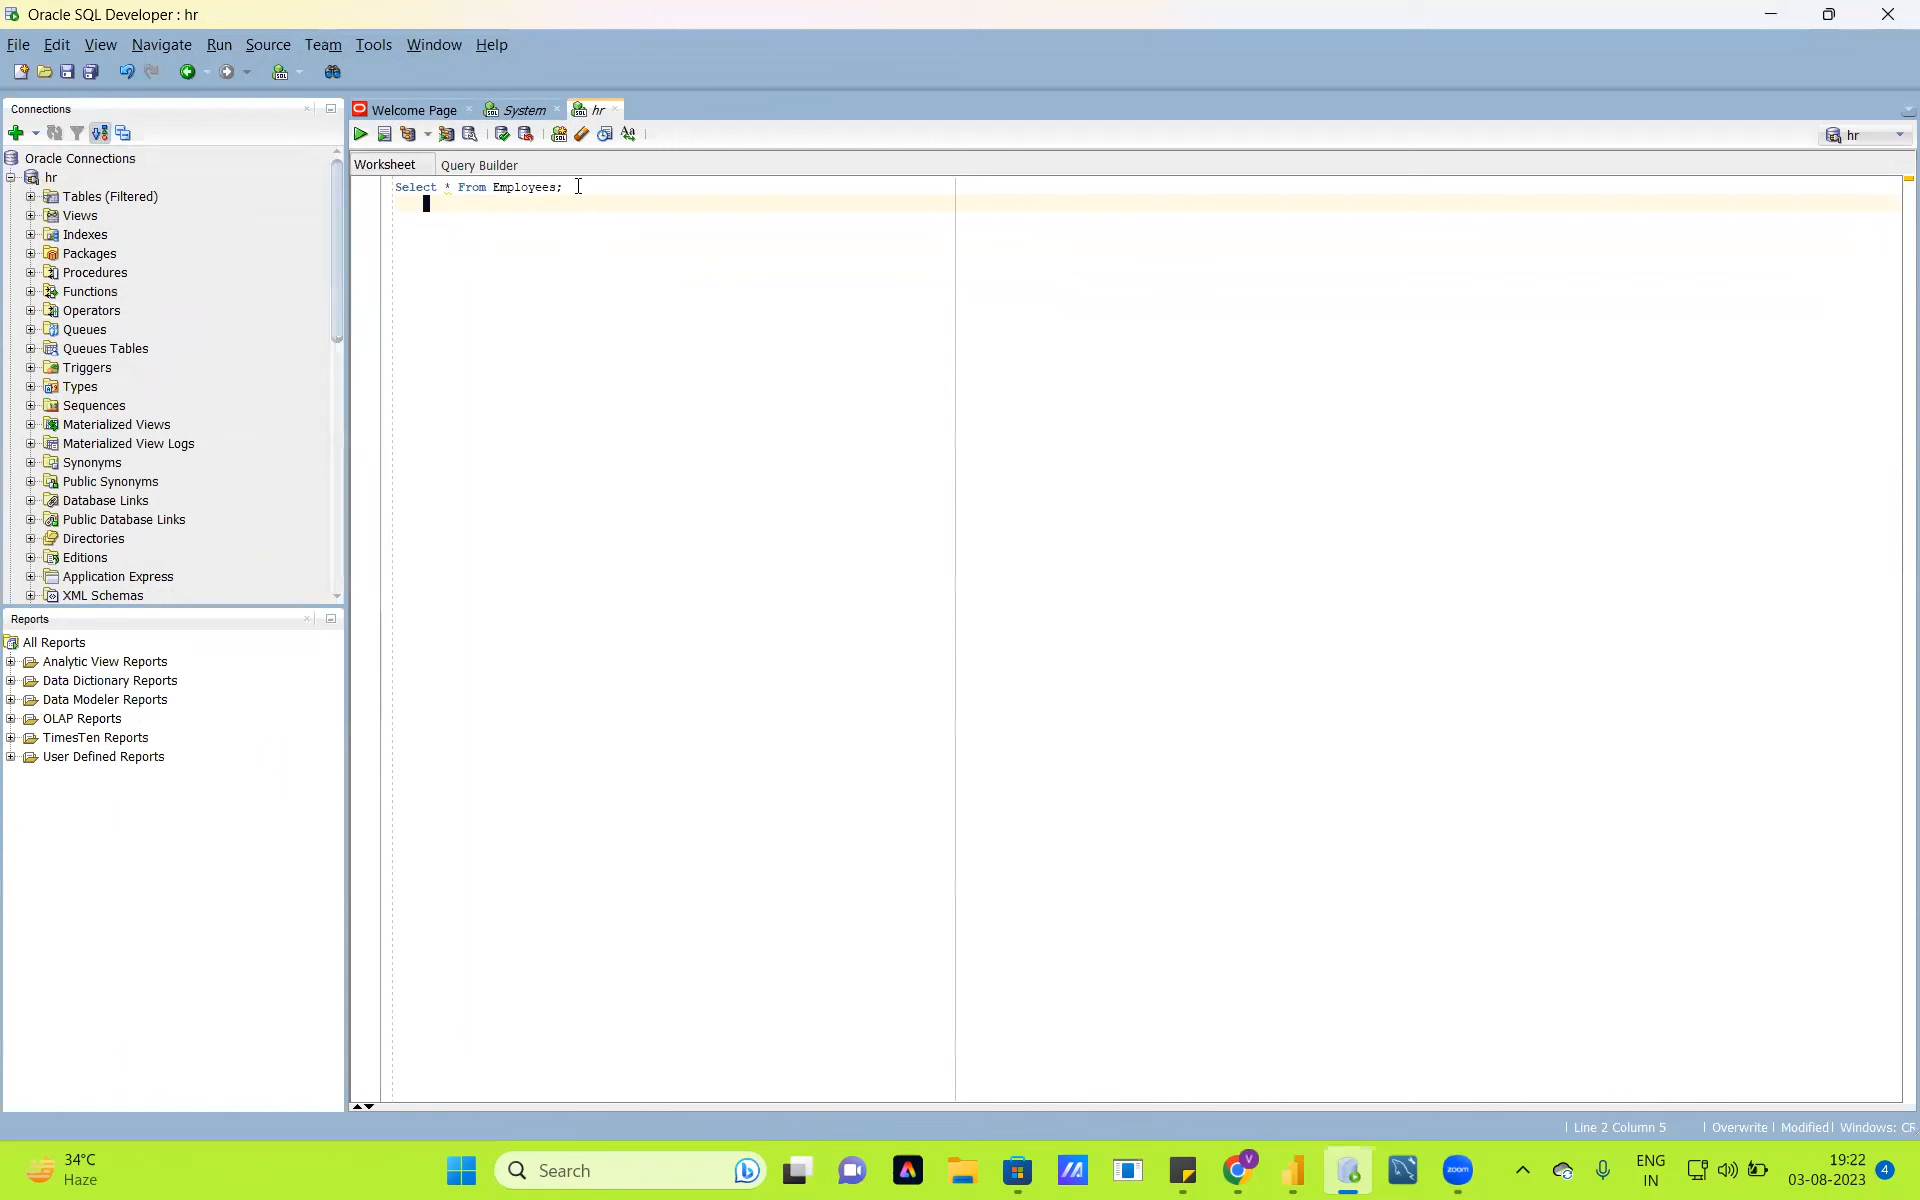 Oracle SQL Developer : hr
File Edit View Navigate Run Source Team Tools Window Help
Connections
Oracle Connections
hr
Tables (Filtered)
Views
Indexes
Packages
Procedures
Functions
Operators
Queues
Queues Tables
Triggers
Types
Sequences
Materialized Views
Materialized View Logs
Synonyms
Public Synonyms
Database Links
Public Database Links
Directories
Editions
Application Express
XML Schemas
Reports
All Reports
Analytic View Reports
Data Dictionary Reports
Data Modeler Reports
OLAP Reports
TimesTen Reports
User Defined Reports
Welcome Page System hr
hr
Worksheet Query Builder
Select * From Employees;
Line 2 Column 5 Overwrite Modified Windows: CR
34°C
Haze
Search
zoom
V
ENG
IN
19:22
03-08-2023
4